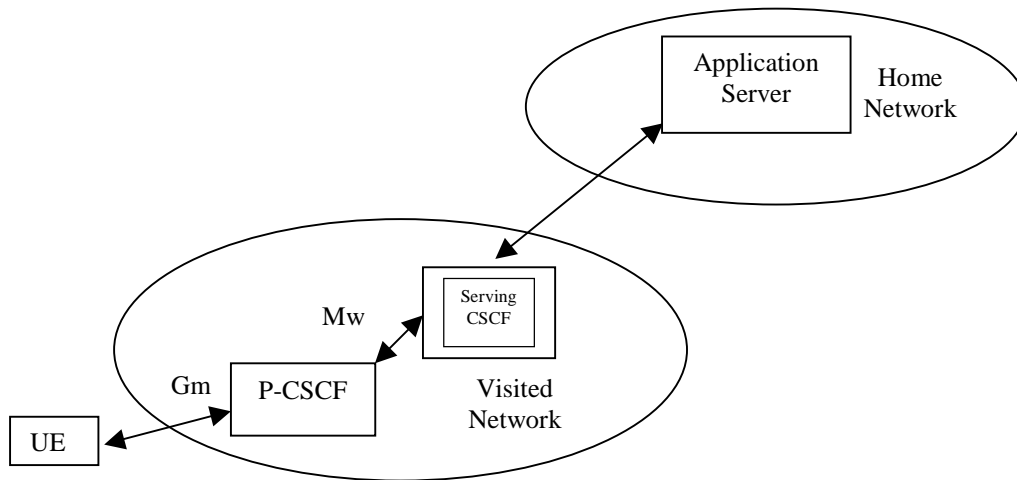 Application
Server
Home
Network
Serving
CSCF
Mw
P-CSCF
Visited
Network
Gm
UE